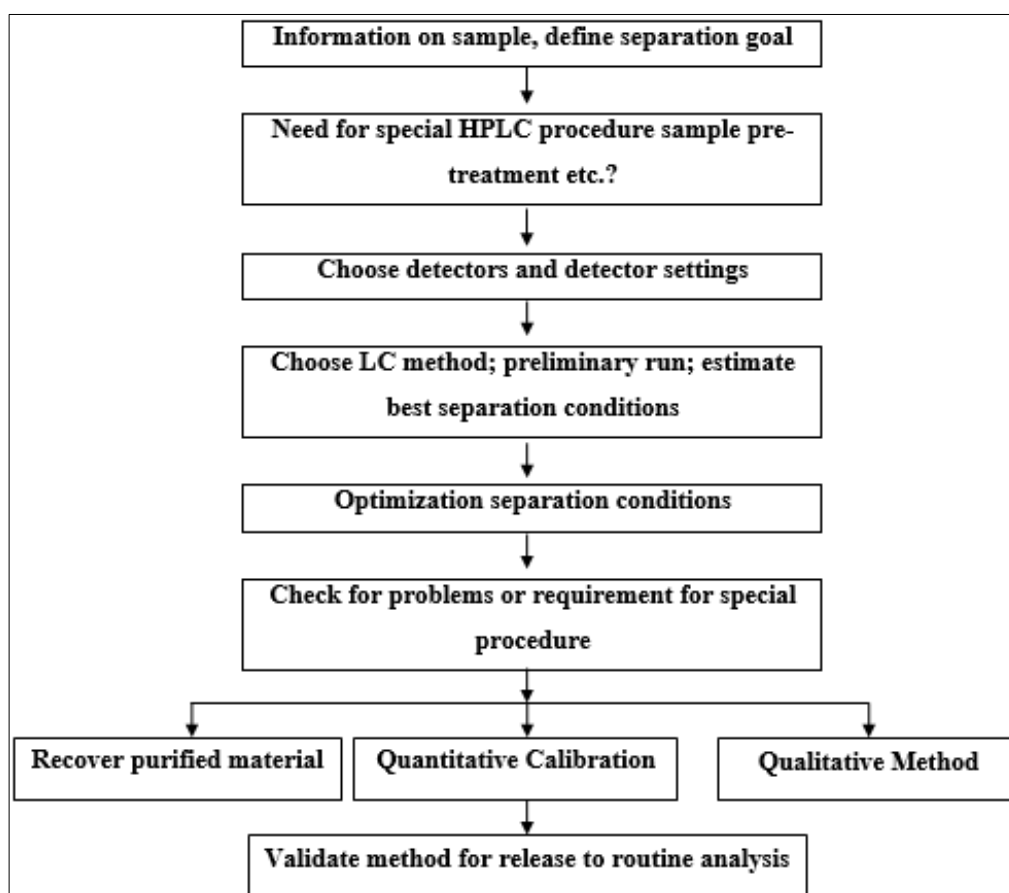 Information on sample, define separation goal
Need for special HPLC procedure sample pre-
treatment etc.?
Choose detectors and detector settings
Choose LC method; preliminary run; estimate
best separation conditions
Optimization separation conditions
Check for problems or requirement for special
procedure
Recover purified material
Quantitative Calibration
Qualitative Method
Validate method for release to routine analysis